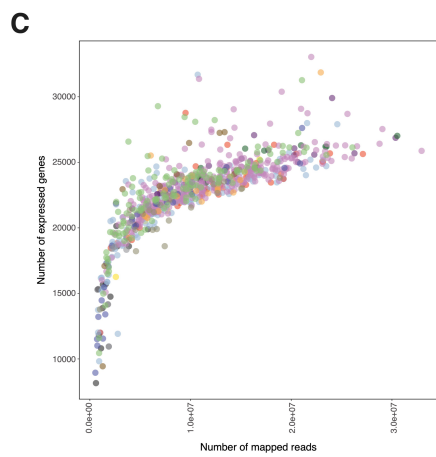 C
30000
25000
20000
15000
10000
Number of expressed genes
0.0e+00
1.0e+07
2.0e+07
3.0e+07
Number of mapped reads